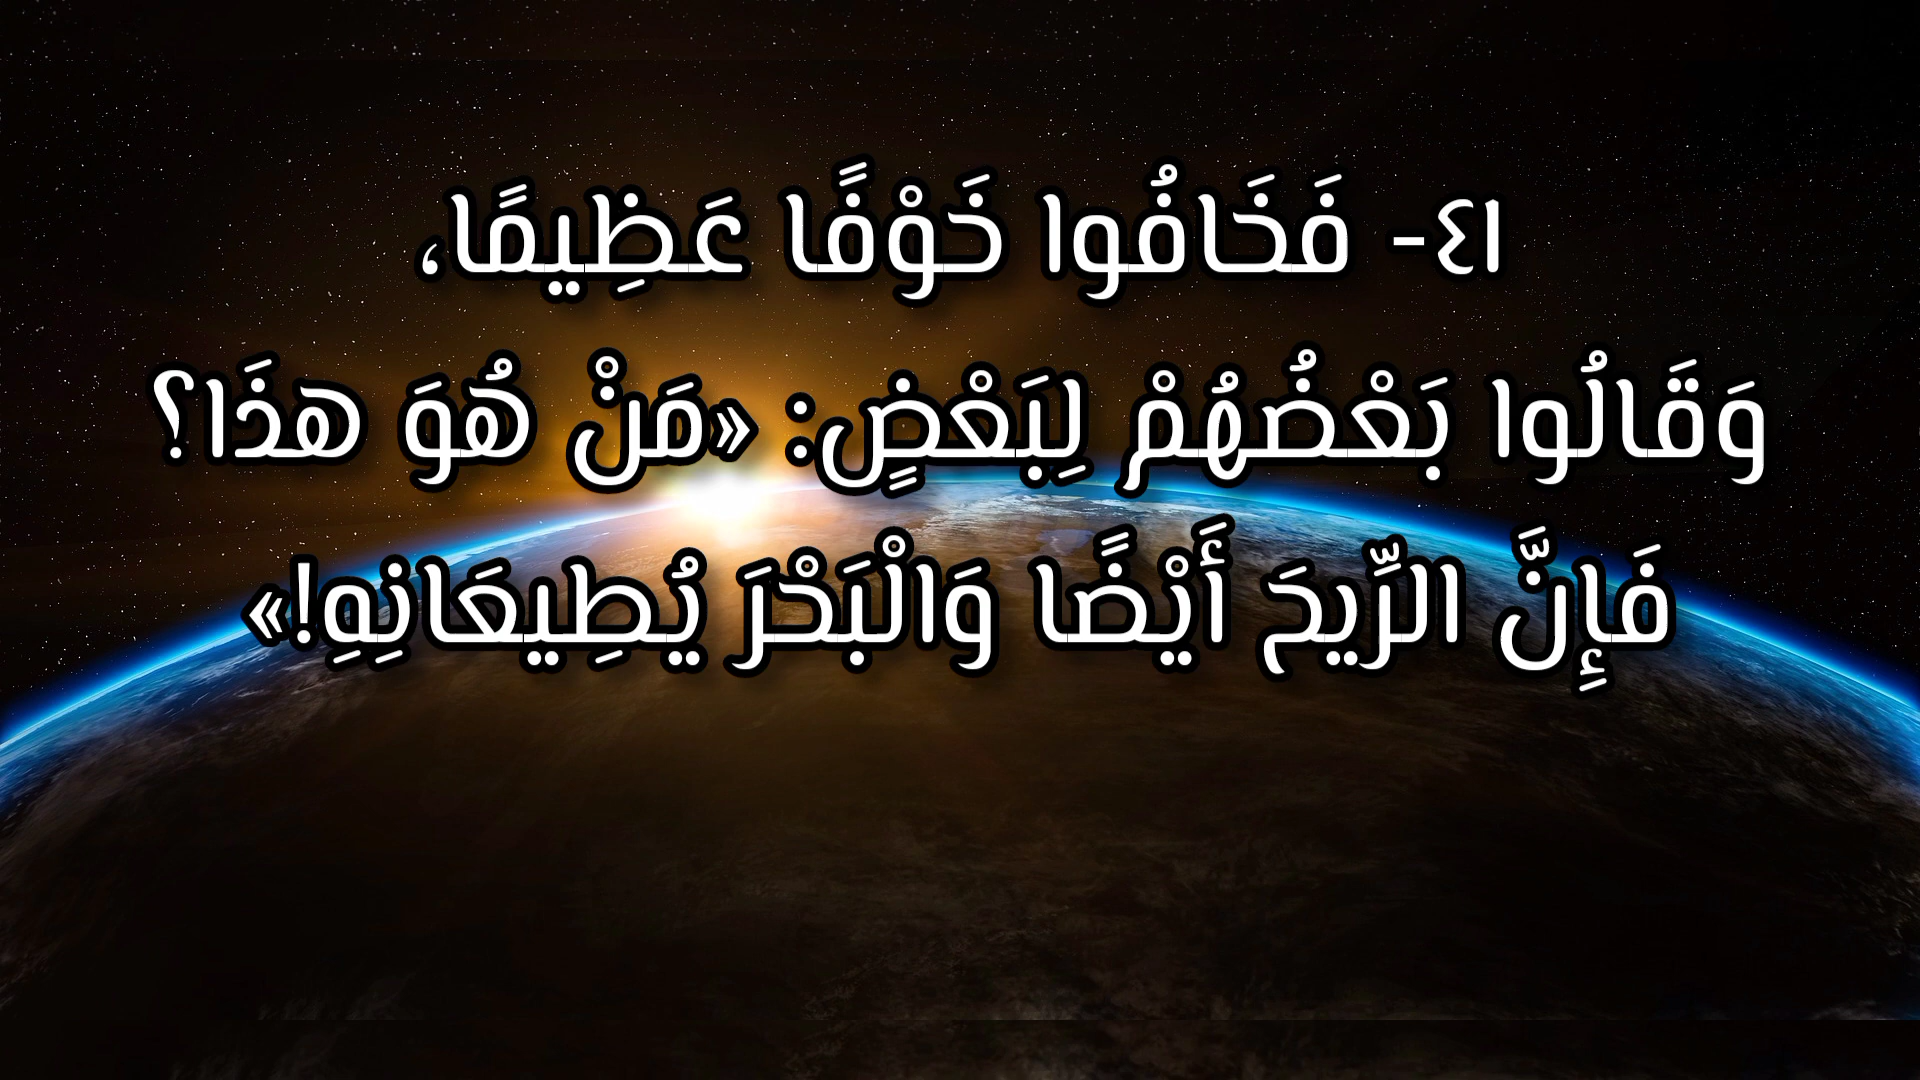 ٤١- فَخَافُوا خَوْفًا عَظِيمًا،
وَقَالُوا بَعْضُهُمْ لِبَعْضٍ: «مَنْ هُوَ هذَا؟
فَإِنَّ الرِّيحَ أَيْضًا وَالْبَحْرَ يُطِيعَانِهِ!»